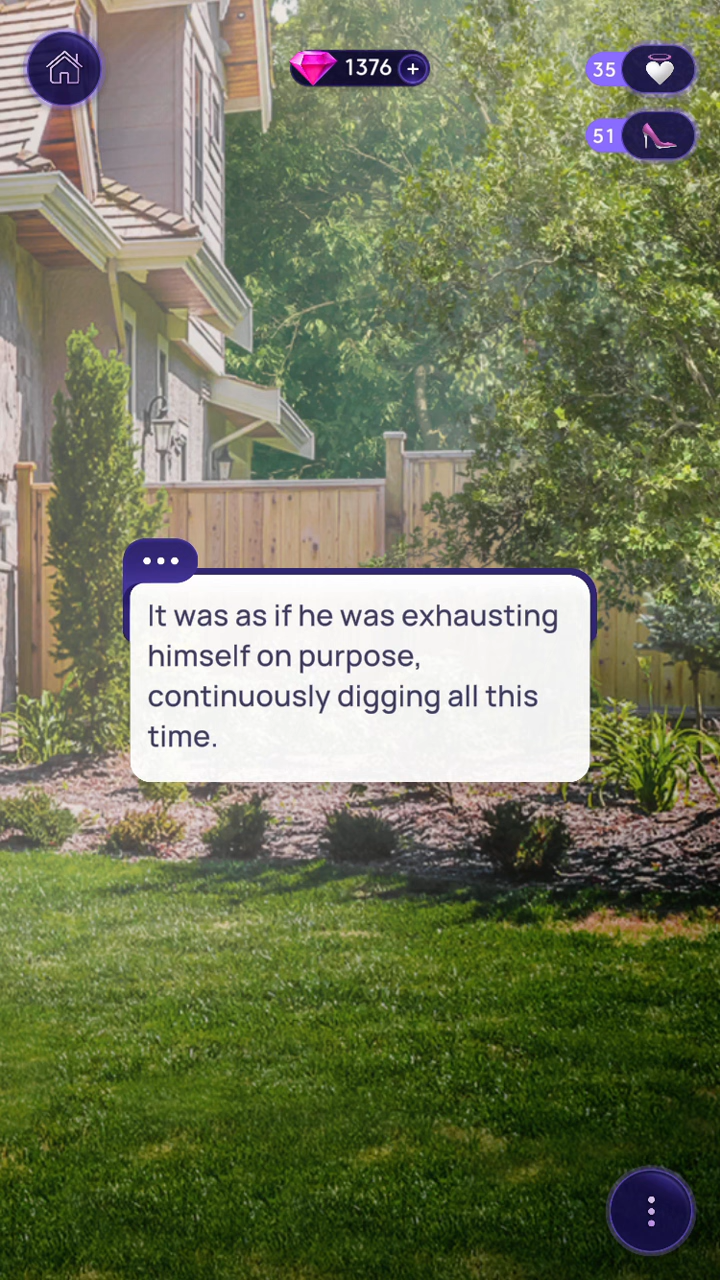 1376 +
35
51
It was as if he was exhausting
himself on purpose,
continuously digging all this
time.